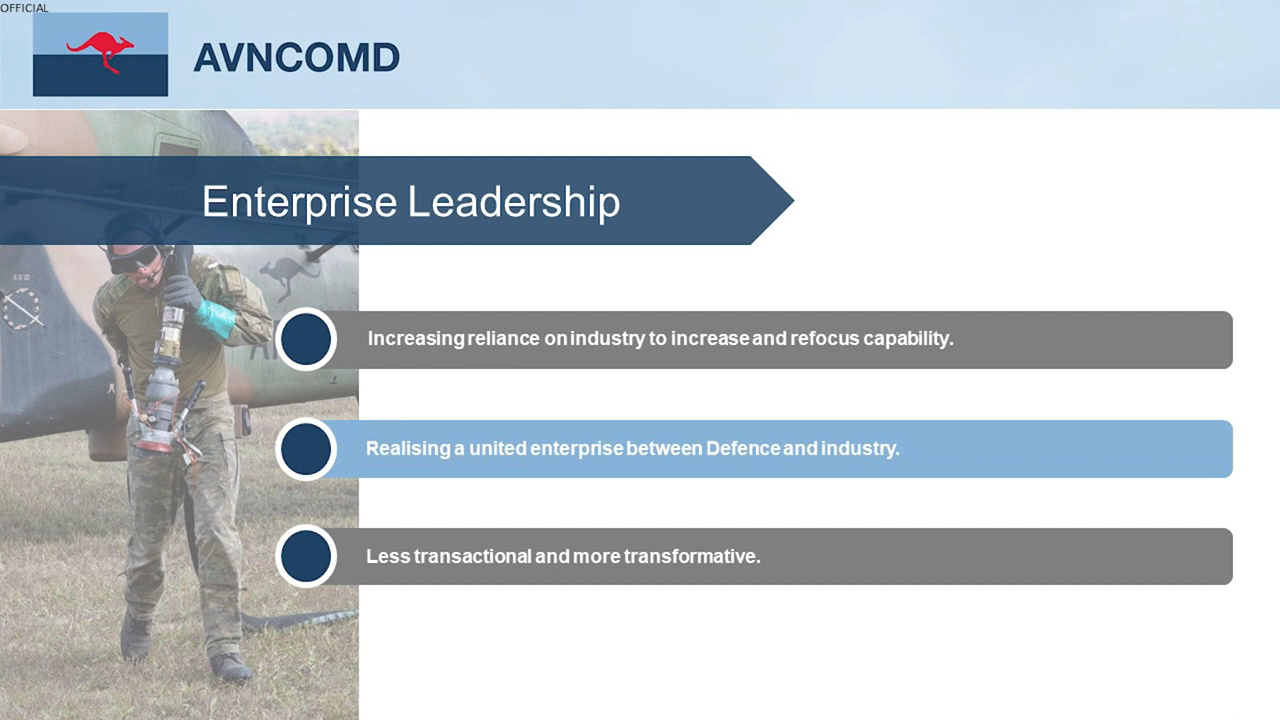 OFFICIAL
AVNCOMD
Enterprise Leadership
Increasing reliance on industry to increase and refocus capability.
Realising a united enterprise between Defence and industry.
Less transactional and more transformative.